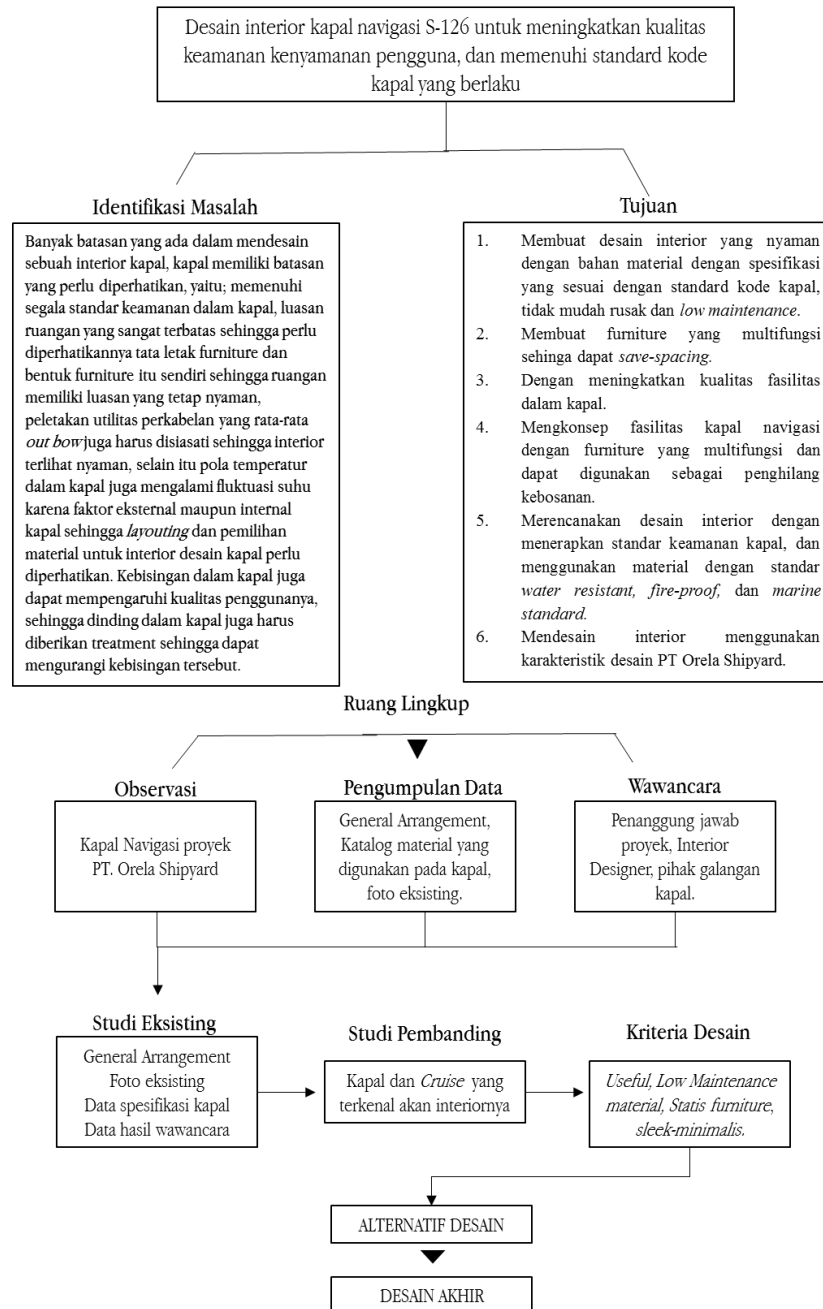 Desain interior kapal navigasi S-126 untuk meningkatkan kualitas
keamanan kenyamanan pengguna, dan memenuhi standard kode
kapal yang berlaku
Identifikasi Masalah
Banyak batasan yang ada dalam mendesain
sebuah interior kapal, kapal memiliki batasan
yang perlu diperhatikan, yaitu; memenuhi
segala standar keamanan dalam kapal, luasan
ruangan yang sangat terbatas sehingga perlu
diperhatikannya tata letak furniture dan
bentuk furniture itu sendiri sehingga ruangan
memiliki luasan yang tetap nyaman,
peletakan utilitas perkabelan yang rata-rata
out bow juga harus disiasati sehingga interior
terlihat nyaman, selain itu pola temperatur
dalam kapal juga mengalami fluktuasi suhu
karena faktor eksternal maupun internal
kapal sehingga layouting dan pemilihan
material untuk interior desain kapal perlu
diperhatikan. Kebisingan dalam kapal juga
dapat mempengaruhi kualitas penggunanya,
sehingga dinding dalam kapal juga harus
diberikan treatment sehingga dapat
mengurangi kebisingan tersebut.
Tujuan
1. Membuat desain interior yang nyaman
dengan bahan material dengan spesifikasi
yang sesuai dengan standard kode kapal,
tidak mudah rusak dan low maintenance.
2. Membuat furniture yang multifungsi
sehinga dapat save-spacing.
3. Dengan meningkatkan kualitas fasilitas
dalam kapal.
4. Mengkonsep fasilitas kapal navigasi
dengan furniture yang multifungsi dan
dapat digunakan sebagai penghilang
kebosanan.
5. Merencanakan desain interior dengan
menerapkan standar keamanan kapal, dan
menggunakan material dengan standar
water resistant, fire-proof, dan marine
standard.
6. Mendesain interior menggunakan
karakteristik desain PT Orela Shipyard.
Ruang Lingkup
Observasi
Kapal Navigasi proyek
PT. Orela Shipyard
Pengumpulan Data
General Arrangement,
Katalog material yang
digunakan pada kapal,
foto eksisting.
Wawancara
Penanggung jawab
proyek, Interior
Designer, pihak galangan
kapal.
Studi Eksisting
General Arrangement
Foto eksisting
Data spesifikasi kapal
Data hasil wawancara
Studi Pembanding
Kapal dan Cruise yang
terkenal akan interiornya
Kriteria Desain
Useful, Low Maintenance
material, Statis furniture,
sleek-minimalis.
ALTERNATIF DESAIN
DESAIN AKHIR